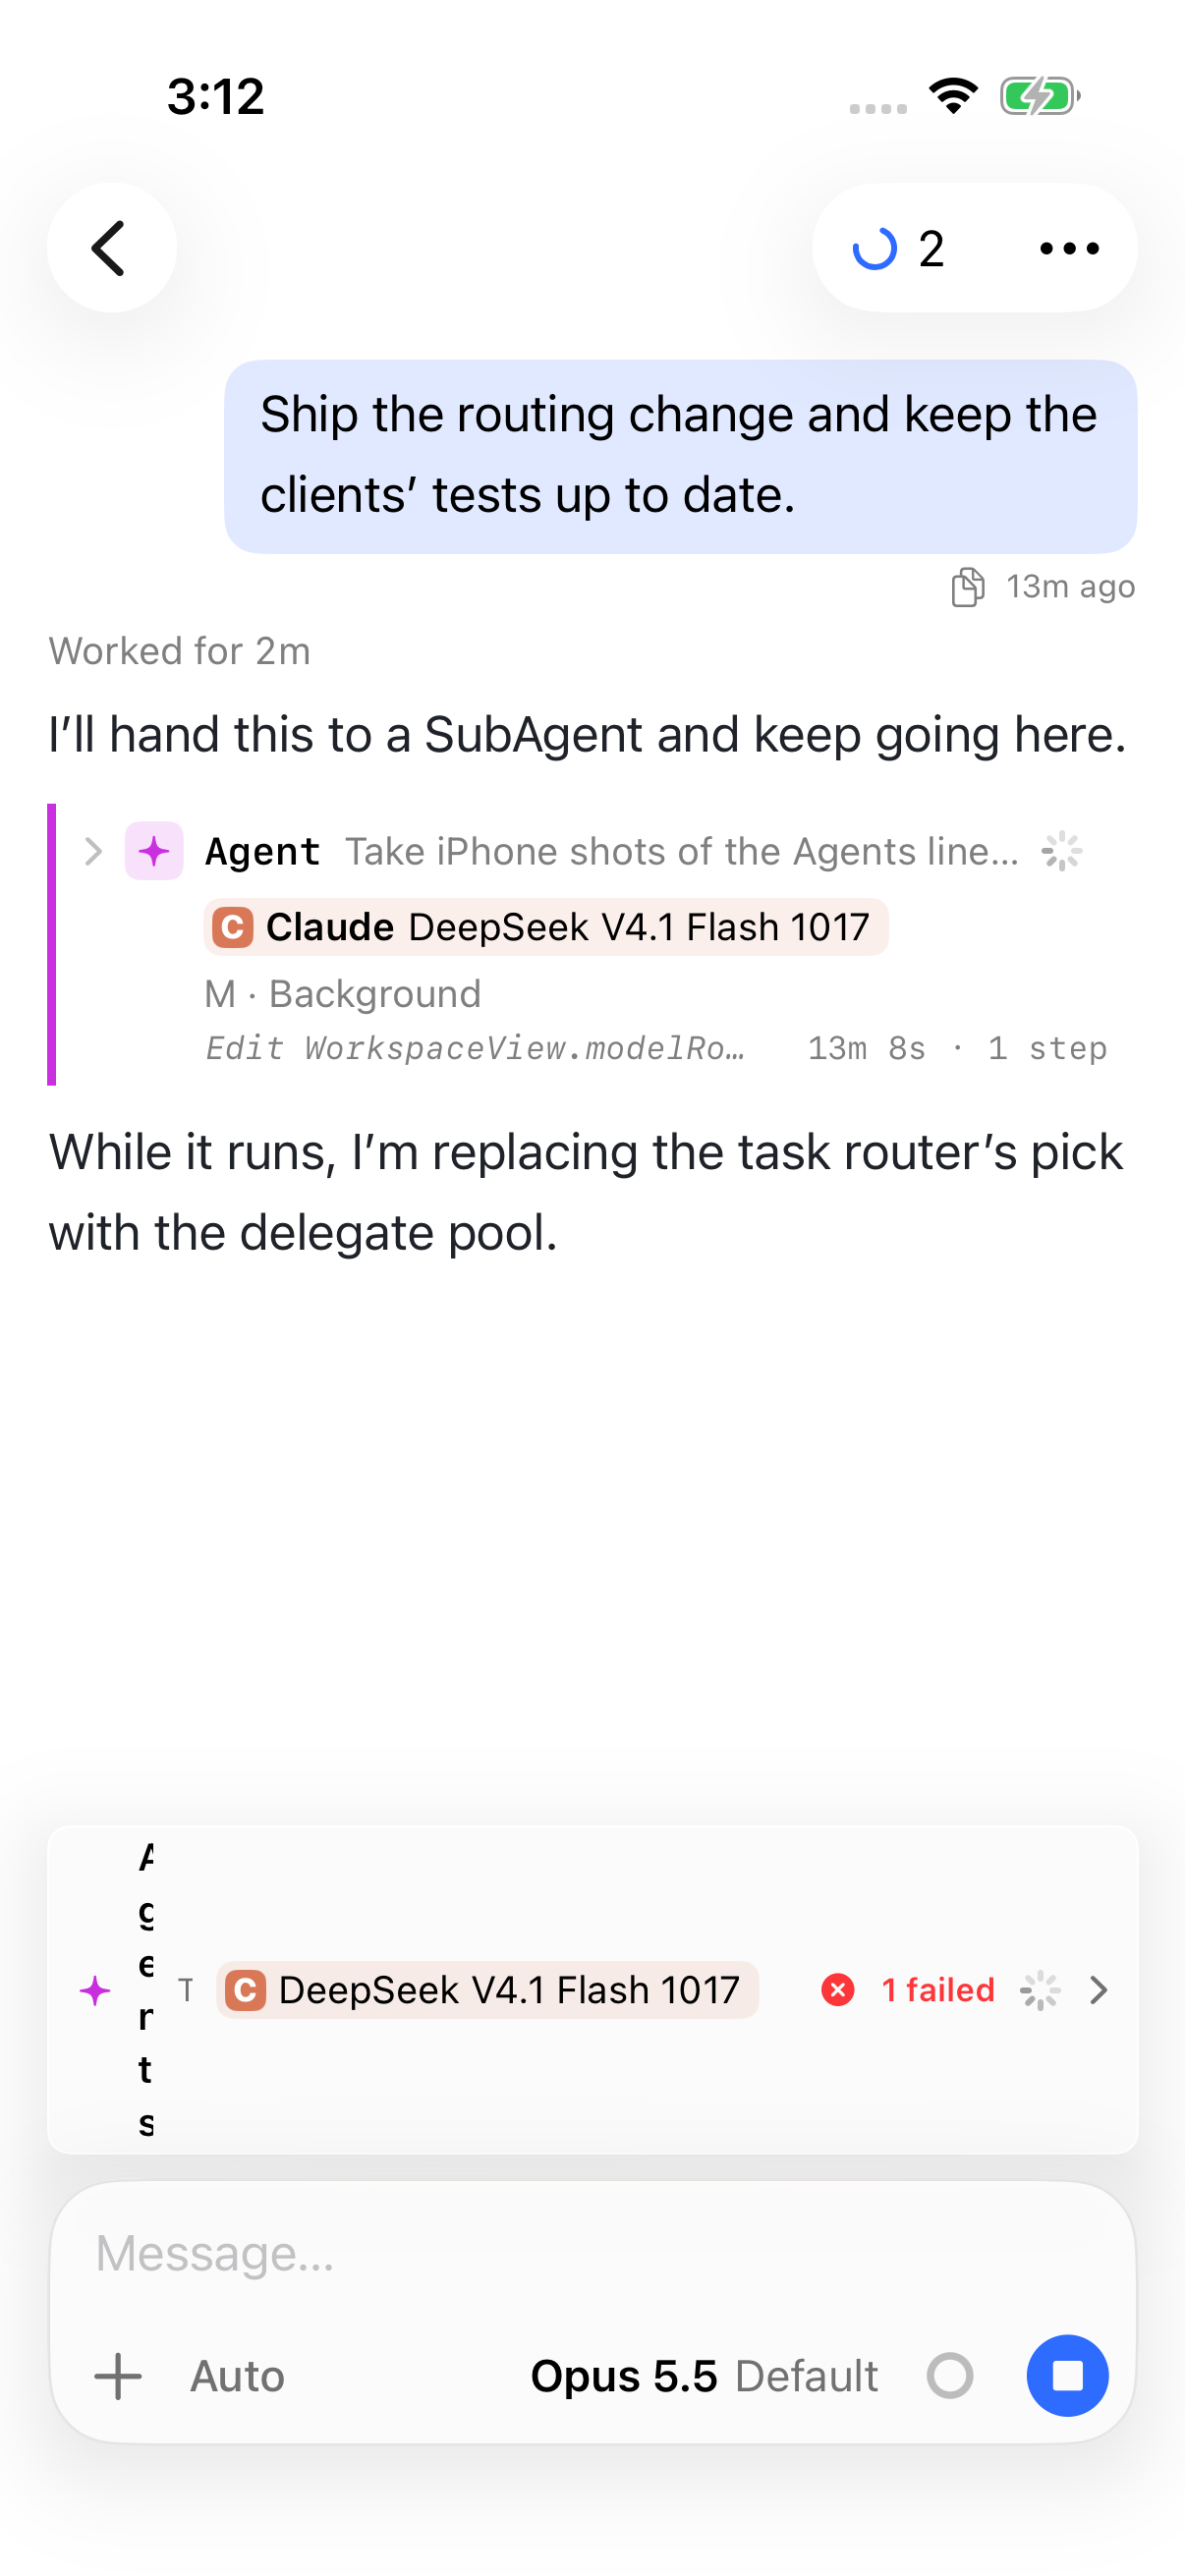 3:12
2
Ship the routing change and keep the
clients’ tests up to date.
13m ago
Worked for 2m
I’ll hand this to a SubAgent and keep going here.
Agent Take iPhone shots of the Agents line…
C Claude DeepSeek V4.1 Flash 1017
M · Background
Edit WorkspaceView.modelRo… 13m 8s · 1 step
While it runs, I’m replacing the task router’s pick
with the delegate pool.
A
g
e
n
t
s
T C DeepSeek V4.1 Flash 1017 1 failed
Message…
Auto Opus 5.5 Default